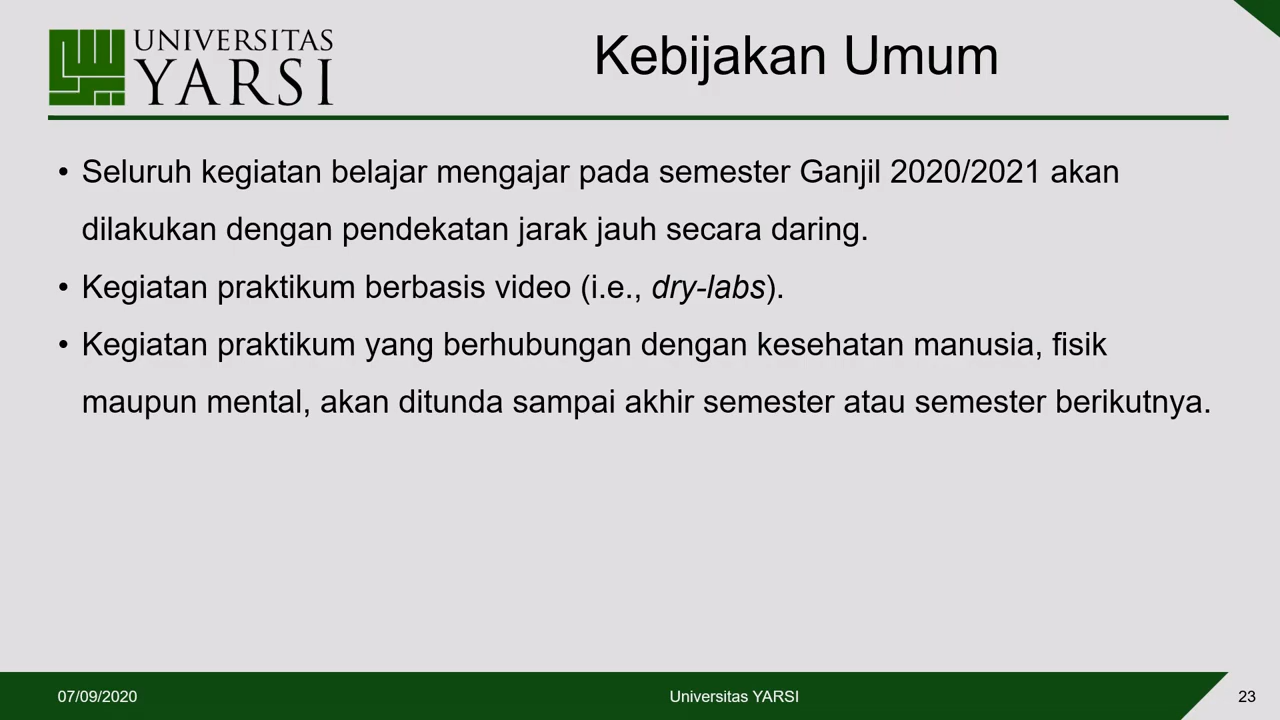 UNIVERSITAS
YARSI
Kebijakan Umum
• Seluruh kegiatan belajar mengajar pada semester Ganjil 2020/2021 akan
dilakukan dengan pendekatan jarak jauh secara daring.
• Kegiatan praktikum berbasis video (i.e., dry-labs).
• Kegiatan praktikum yang berhubungan dengan kesehatan manusia, fisik
maupun mental, akan ditunda sampai akhir semester atau semester berikutnya.
07/09/2020
Universitas YARSI
23